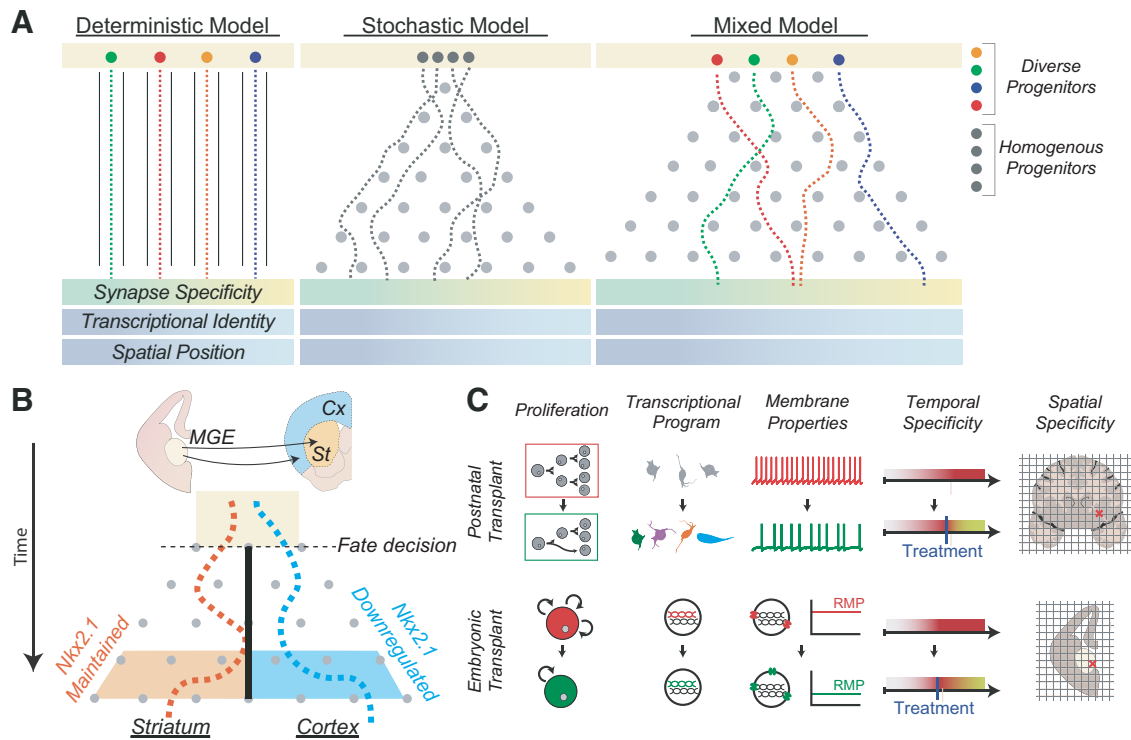 A
Deterministic Model
Stochastic Model
Mixed Model
Diverse
Progenitors
Homogenous
Progenitors
Synapse Specificity
Transcriptional Identity
Spatial Position
B
Time
MGE
Cx
St
Fate decision
Nkx2.1
Maintained
Nkx2.1
Downregulated
Striatum
Cortex
C
Proliferation
Transcriptional
Program
Membrane
Properties
Temporal
Specificity
Spatial
Specificity
Postnatal
Transplant
Treatment
Embryonic
Transplant
RMP
RMP
Treatment